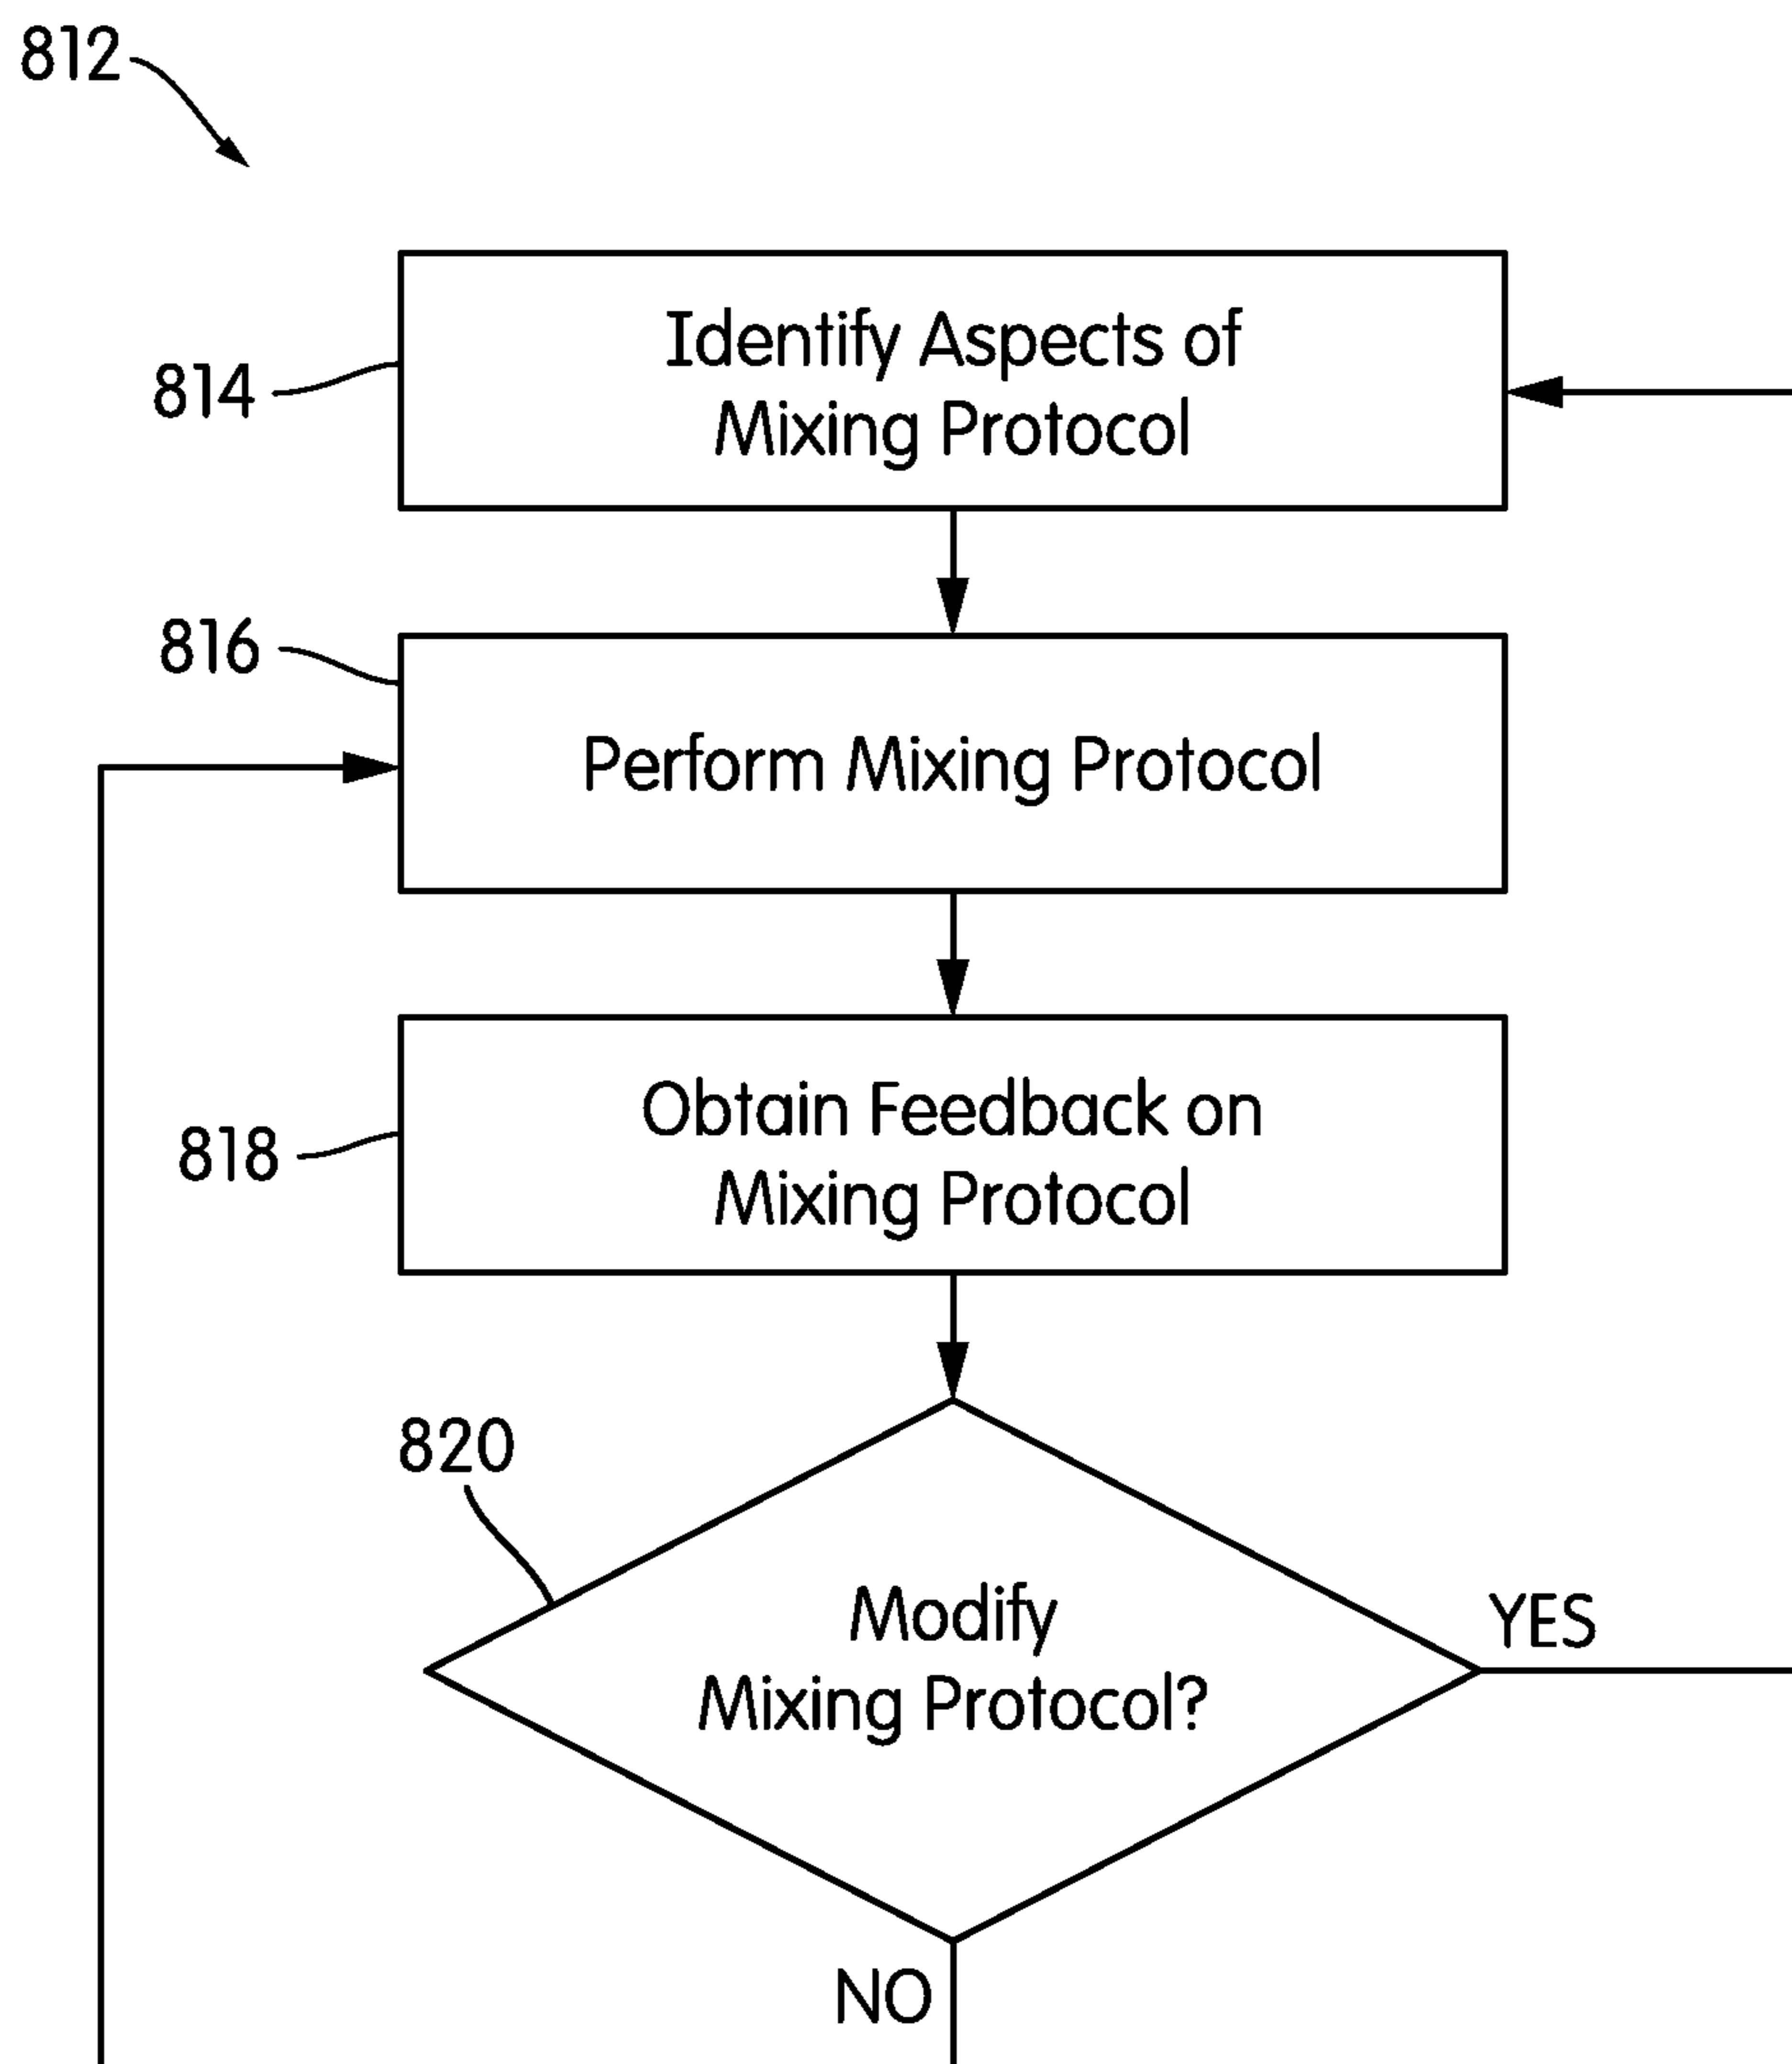 812
814
Identify Aspects of
Mixing Protocol
816
Perform Mixing Protocol
818
Obtain Feedback on
Mixing Protocol
820
Modify
Mixing Protocol?
YES
NO